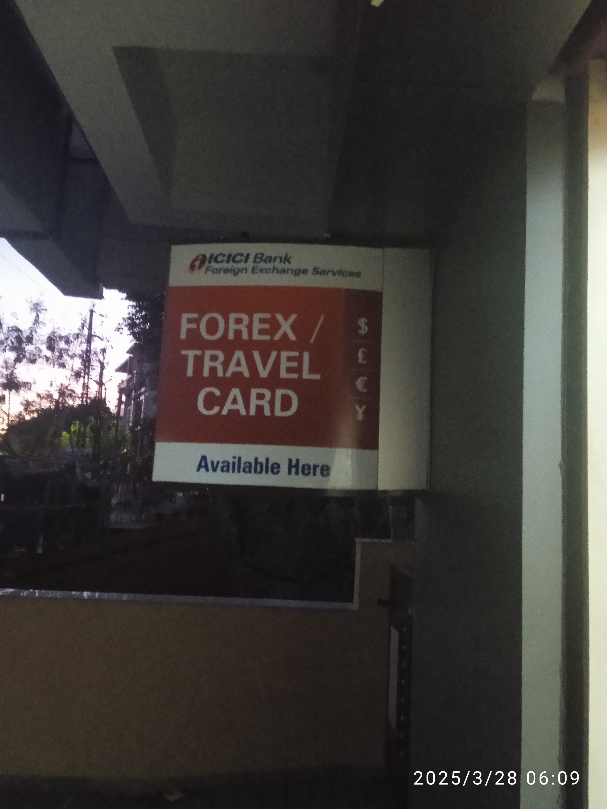 ICICI Bank
Foreign Exchange Services
FOREX /
TRAVEL
CARD
$
£
€
¥
Available Here
2025/3/28 06:09